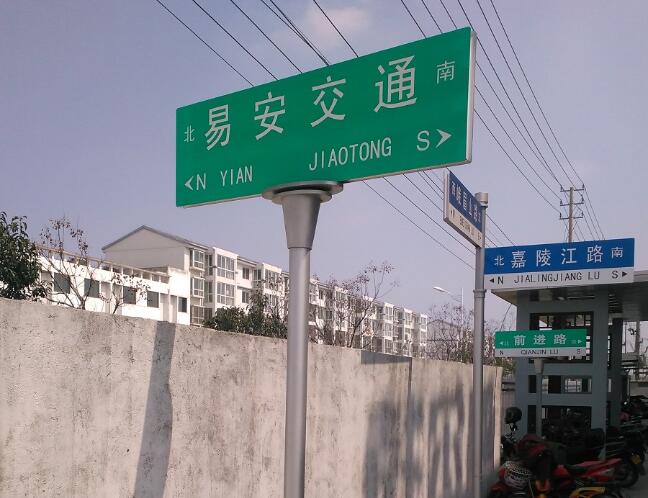 北 易安交通 南
N YIAN JIAOTONG S
北 嘉陵江路 南
N JIALINGJIANG LU S
前进路
N QIANJIN LU S